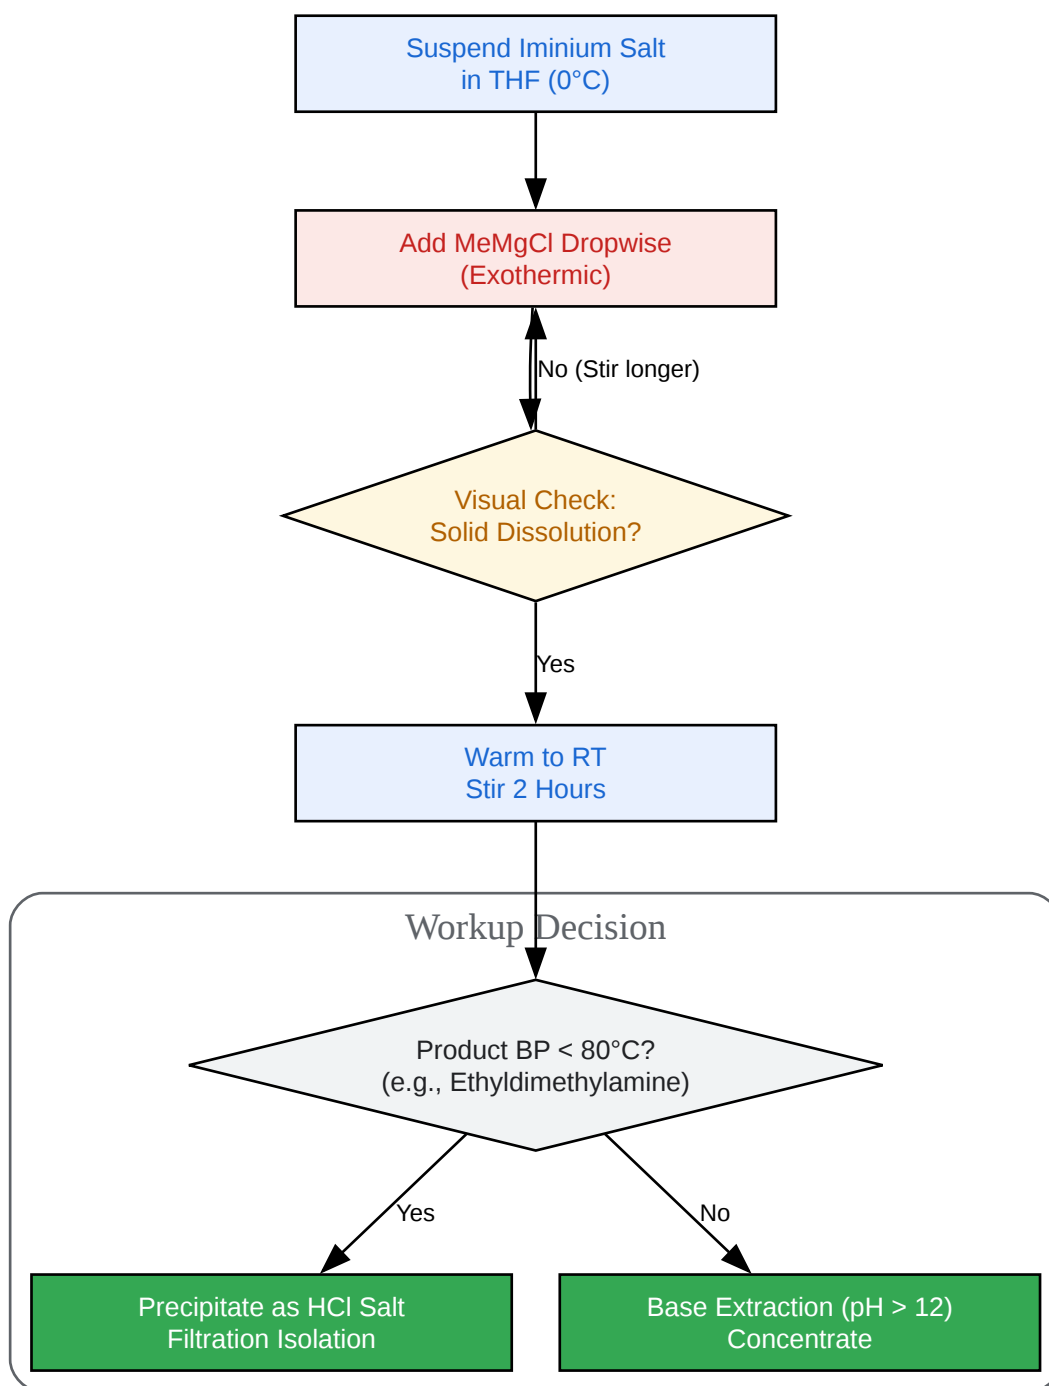 Suspend Iminium Salt
in THF (0°C)
Add MeMgCl Dropwise
(Exothermic)
No (Stir longer)
Visual Check:
Solid Dissolution?
Yes
Warm to RT
Stir 2 Hours
Workup Decision
Product BP < 80°C?
(e.g., Ethyldimethylamine)
Yes
No
Precipitate as HCl Salt
Filtration Isolation
Base Extraction (pH > 12)
Concentrate